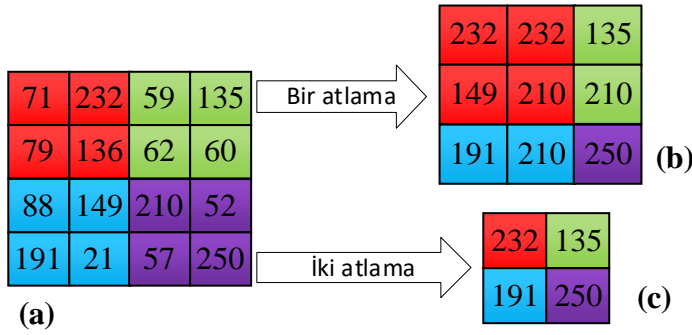 71 232 59 135
79 136 62 60
88 149 210 52
191 21 57 250
(a)
Bir atlama
232 232 135
149 210 210
191 210 250
(b)
İki atlama
232 135
191 250
(c)